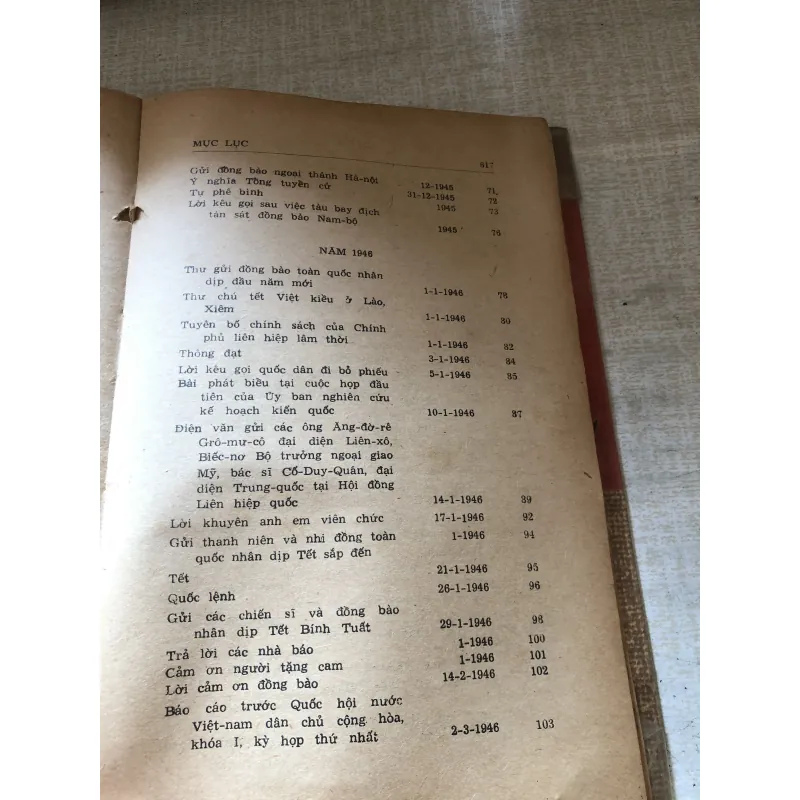 MỤC LỤC 617
Gửi đồng bào ngoại thành Hà-nội 12-1945 71
Ý nghĩa Tổng tuyển cử 31-12-1945 72
Tự phê bình 1945 73
Lời kêu gọi sau việc tàu bay địch
tàn sát đồng bào Nam-bộ 1945 76
NĂM 1946
Thư gửi đồng bào toàn quốc nhân
dịp đầu năm mới 1-1-1946 78
Thư chúc tết Việt kiều ở Lào,
Xiêm 1-1-1946 80
Tuyên bố chính sách của Chính
phủ liên hiệp lâm thời 1-1-1946 82
Thông đạt 3-1-1946 84
Lời kêu gọi quốc dân đi bỏ phiếu 5-1-1946 85
Bài phát biểu tại cuộc họp đầu
tiên của Ủy ban nghiên cứu
kế hoạch kiến quốc 10-1-1946 87
Điện văn gửi các ông Ăng-đờ-rê
Grô-mư-cô đại diện Liên-xô,
Biếc-nơ Bộ trưởng ngoại giao
Mỹ, bác sĩ Cố-Duy-Quân, đại
diện Trung-quốc tại Hội đồng
Liên hiệp quốc 14-1-1946 89
Lời khuyên anh em viên chức 17-1-1946 92
Gửi thanh niên và nhi đồng toàn
quốc nhân dịp Tết sắp đến 1-1946 94
Tết 21-1-1946 95
Quốc lệnh 26-1-1946 96
Gửi các chiến sĩ và đồng bào
nhân dịp Tết Bính Tuất 29-1-1946 98
Trả lời các nhà báo 1-1946 100
Cảm ơn người tặng cam 1-1946 101
Lời cảm ơn đồng bào 14-2-1946 102
Báo cáo trước Quốc hội nước
Việt-nam dân chủ cộng hòa,
khóa I, kỳ họp thứ nhất 2-3-1946 103